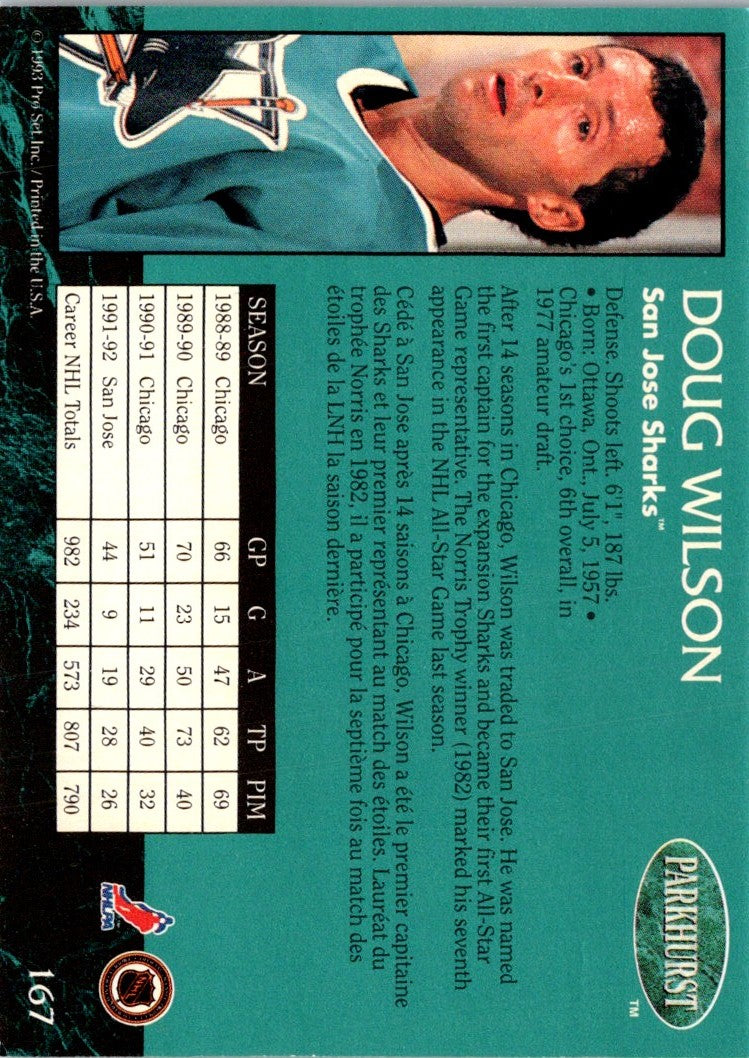 DOUG WILSON
San Jose Sharks™
PARKHURST
TM
Defense. Shoots left. 6'1", 187 lbs.
• Born: Ottawa, Ont., July 5, 1957 •
Chicago's 1st choice, 6th overall, in
1977 amateur draft.
After 14 seasons in Chicago, Wilson was traded to San Jose. He was named
the first captain for the expansion Sharks and became their first All-Star
Game representative. The Norris Trophy winner (1982) marked his seventh
appearance in the NHL All-Star Game last season.
Cédé à San Jose après 14 saisons à Chicago, Wilson a été le premier capitaine
des Sharks et leur premier représentant au match des étoiles. Lauréat du
trophée Norris en 1982, il a participé pour la septième fois au match des
étoiles de la LNH la saison dernière.
SEASON GP G A TP PIM
1988-89 Chicago 66 15 47 62 69
1989-90 Chicago 70 23 50 73 40
1990-91 Chicago 51 11 29 40 32
1991-92 San Jose 44 9 19 28 26
Career NHL Totals 982 234 573 807 790
NHLPA
NHL
167
© 1993 Pro Set, Inc. / Printed in the U.S.A.